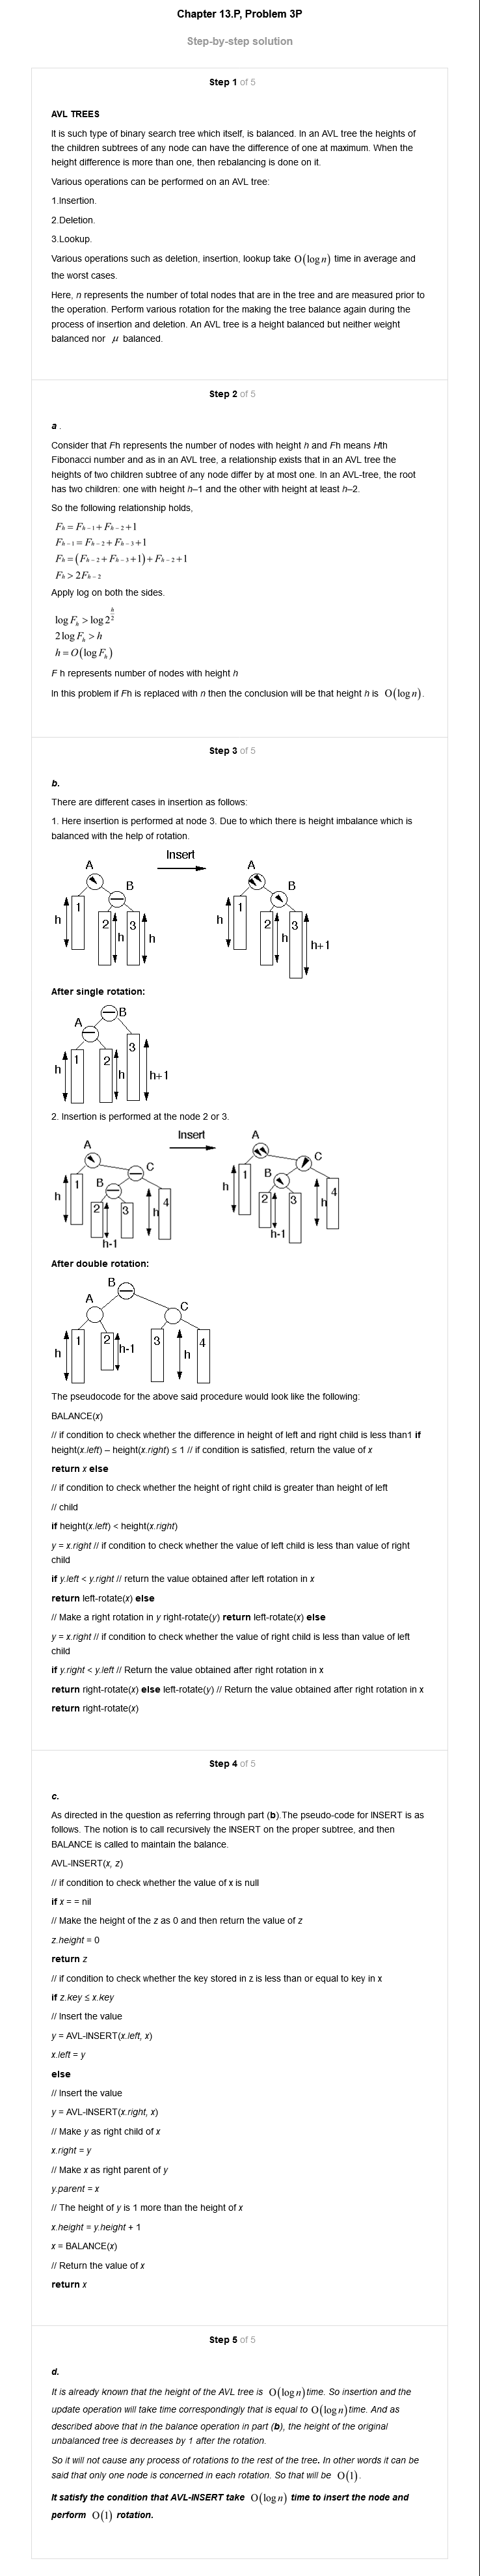 Chapter 13.P, Problem 3P
Step-by-step solution
Step 1 of 5
AVL TREES
It is such type of binary search tree which itself, is balanced. In an AVL tree the heights of
the children subtrees of any node can have the difference of one at maximum. When the
height difference is more than one, then rebalancing is done on it.
Various operations can be performed on an AVL tree:
1.Insertion.
2.Deletion.
3.Lookup.
Various operations such as deletion, insertion, lookup take O(log n) time in average and
the worst cases.
Here, n represents the number of total nodes that are in the tree and are measured prior to
the operation. Perform various rotation for the making the tree balance again during the
process of insertion and deletion. An AVL tree is a height balanced but neither weight
balanced nor μ balanced.
Step 2 of 5
a .
Consider that Fh represents the number of nodes with height h and Fh means Hth
Fibonacci number and as in an AVL tree, a relationship exists that in an AVL tree the
heights of two children subtree of any node differ by at most one. In an AVL-tree, the root
has two children: one with height h–1 and the other with height at least h–2.
So the following relationship holds,
F_h = F_{h-1} + F_{h-2} + 1
F_{h-1} = F_{h-2} + F_{h-3} + 1
F_h = (F_{h-2} + F_{h-3} + 1) + F_{h-2} + 1
F_h > 2F_{h-2}
Apply log on both the sides.
log F_h > log 2^{h/2}
2 log F_h > h
h = O(log F_h)
F h represents number of nodes with height h
In this problem if Fh is replaced with n then the conclusion will be that height h is O(log n).
Step 3 of 5
b.
There are different cases in insertion as follows:
1. Here insertion is performed at node 3. Due to which there is height imbalance which is
balanced with the help of rotation.
A B 1 2 3 h h h
Insert
A B 1 2 3 h h h+1
After single rotation:
B A 1 2 3 h h h+1
2. Insertion is performed at the node 2 or 3.
A C B 1 2 3 4 h h-1 h
Insert
A C B 1 2 3 4 h h-1 h
After double rotation:
B A C 1 2 3 4 h h-1 h
The pseudocode for the above said procedure would look like the following:
BALANCE(x)
// if condition to check whether the difference in height of left and right child is less than1 if
height(x.left) – height(x.right) ≤ 1 // if condition is satisfied, return the value of x
return x else
// if condition to check whether the height of right child is greater than height of left
// child
if height(x.left) < height(x.right)
y = x.right // if condition to check whether the value of left child is less than value of right
child
if y.left < y.right // return the value obtained after left rotation in x
return left-rotate(x) else
// Make a right rotation in y right-rotate(y) return left-rotate(x) else
y = x.right // if condition to check whether the value of right child is less than value of left
child
if y.right < y.left // Return the value obtained after right rotation in x
return right-rotate(x) else left-rotate(y) // Return the value obtained after right rotation in x
return right-rotate(x)
Step 4 of 5
c.
As directed in the question as referring through part (b).The pseudo-code for INSERT is as
follows. The notion is to call recursively the INSERT on the proper subtree, and then
BALANCE is called to maintain the balance.
AVL-INSERT(x, z)
// if condition to check whether the value of x is null
if x = = nil
// Make the height of the z as 0 and then return the value of z
z.height = 0
return z
// if condition to check whether the key stored in z is less than or equal to key in x
if z.key ≤ x.key
// Insert the value
y = AVL-INSERT(x.left, x)
x.left = y
else
// Insert the value
y = AVL-INSERT(x.right, x)
// Make y as right child of x
x.right = y
// Make x as right parent of y
y.parent = x
// The height of y is 1 more than the height of x
x.height = y.height + 1
x = BALANCE(x)
// Return the value of x
return x
Step 5 of 5
d.
It is already known that the height of the AVL tree is O(log n)time. So insertion and the
update operation will take time correspondingly that is equal to O(log n)time. And as
described above that in the balance operation in part (b), the height of the original
unbalanced tree is decreases by 1 after the rotation.
So it will not cause any process of rotations to the rest of the tree. In other words it can be
said that only one node is concerned in each rotation. So that will be O(1).
It satisfy the condition that AVL-INSERT take O(log n) time to insert the node and
perform O(1) rotation.